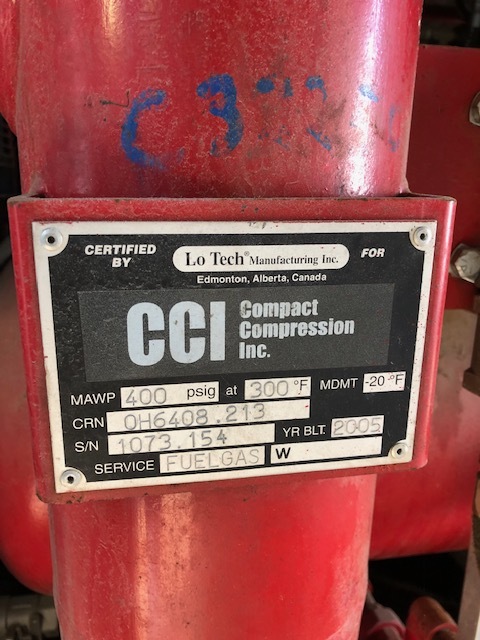 CERTIFIED BY Lo Tech® Manufacturing Inc. FOR
Edmonton, Alberta, Canada
CCI Compact Compression Inc.
MAWP 400 psig at 300 °F MDMT -20 °F
CRN 0H6408.213
S/N 1073.154 YR BLT. 2005
SERVICE FUELGAS W